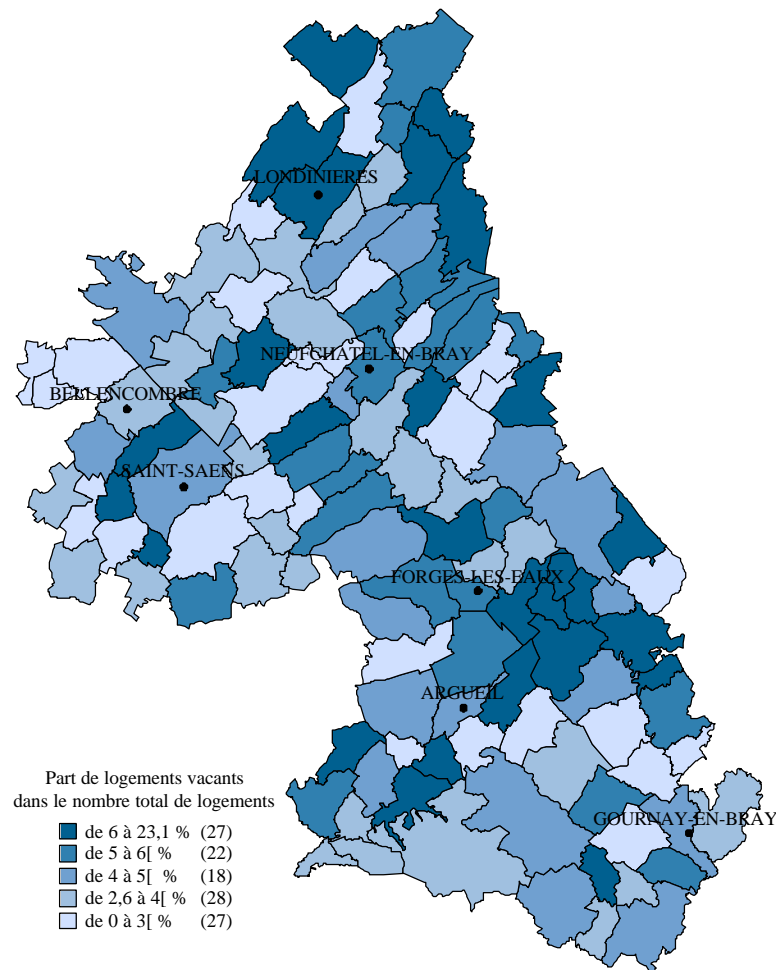 LONDINIERES
NEUFCHATEL-EN-BRAY
BELLENCOMBRE
SAINT-SAENS
FORGES-LES-EAUX
ARGUEIL
GOURNAY-EN-BRAY
Part de logements vacants
dans le nombre total de logements
de 6 à 23,1 % (27)
de 5 à 6[ % (22)
de 4 à 5[ % (18)
de 2,6 à 4[ % (28)
de 0 à 3[ % (27)